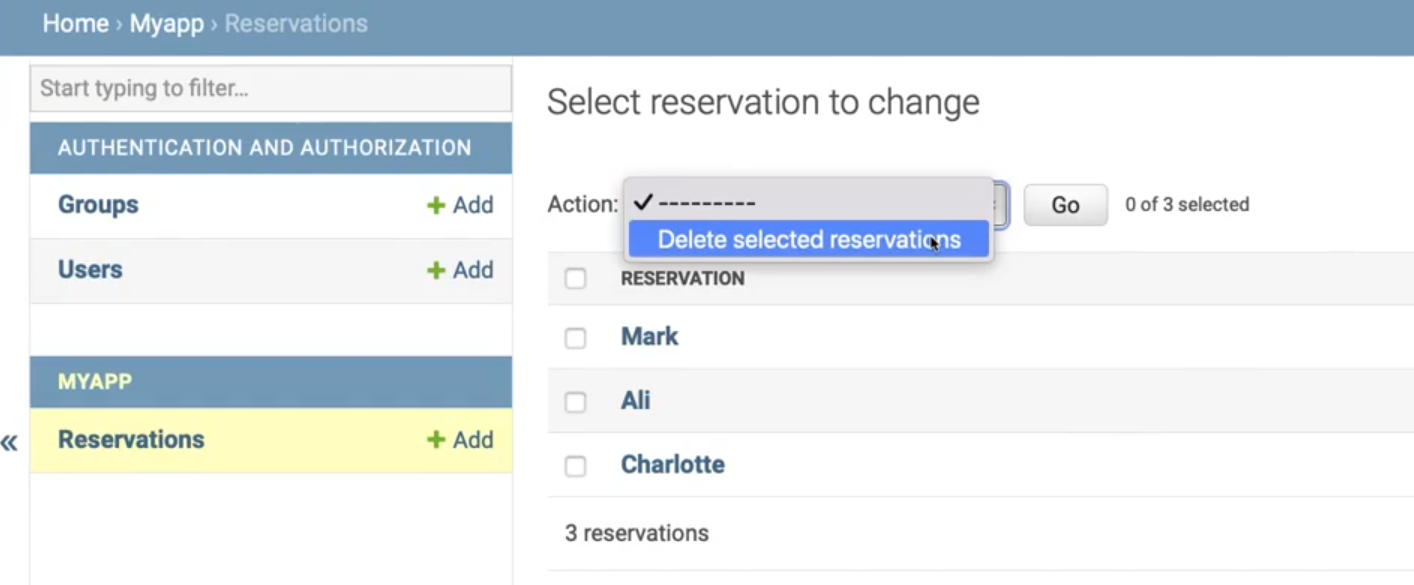 Home › Myapp › Reservations
Start typing to filter...
AUTHENTICATION AND AUTHORIZATION
Groups + Add
Users + Add
MYAPP
Reservations + Add
«
Select reservation to change
Action: ✓ ---------
Delete selected reservations
Go 0 of 3 selected
RESERVATION
Mark
Ali
Charlotte
3 reservations